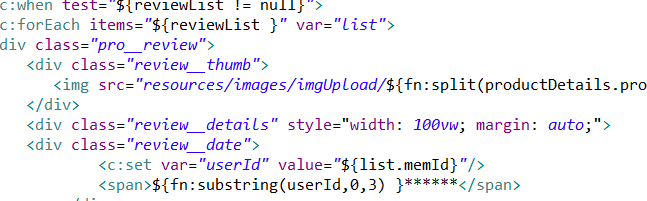 c:when test="${reviewList != null}">
c:forEach items="${reviewList }" var="list">
div class="pro__review">
<div class="review__thumb">
<img src="resources/images/imgUpload/${fn:split(productDetails.pro
</div>
<div class="review__details" style="width: 100vw; margin: auto;">
<div class="review__date">
<c:set var="userId" value="${list.memId}"/>
<span>${fn:substring(userId,0,3) }******</span>